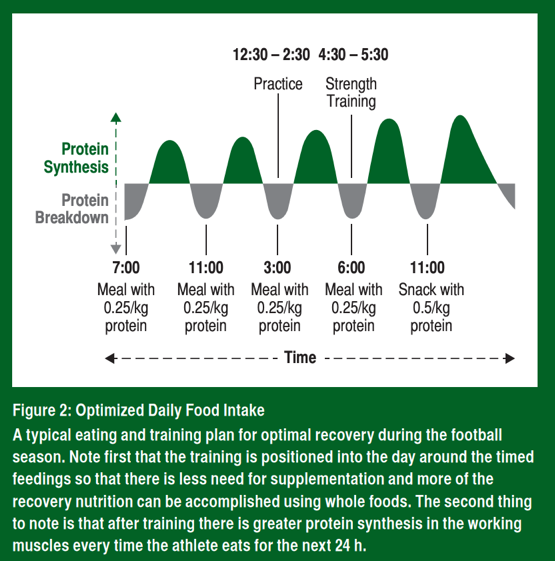 12:30 – 2:30 4:30 – 5:30
Practice
Strength
Training
Protein
Synthesis
Protein
Breakdown
7:00
Meal with
0.25/kg
protein
11:00
Meal with
0.25/kg
protein
3:00
Meal with
0.25/kg
protein
6:00
Meal with
0.25/kg
protein
11:00
Snack with
0.5/kg
protein
Time
Figure 2: Optimized Daily Food Intake
A typical eating and training plan for optimal recovery during the football
season. Note first that the training is positioned into the day around the timed
feedings so that there is less need for supplementation and more of the
recovery nutrition can be accomplished using whole foods. The second thing
to note is that after training there is greater protein synthesis in the working
muscles every time the athlete eats for the next 24 h.